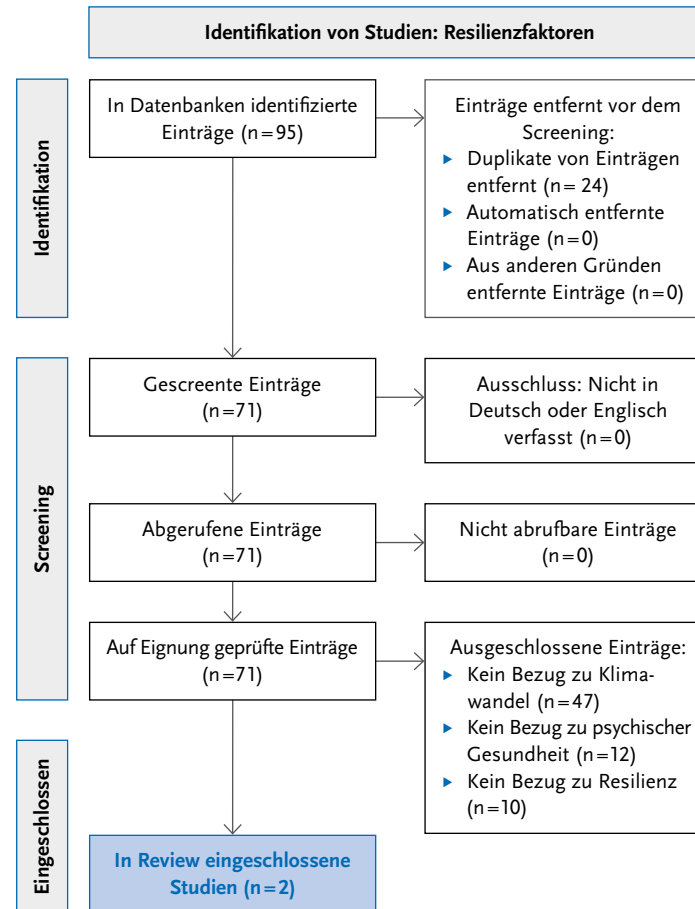 Identifikation von Studien: Resilienzfaktoren
Identifikation
In Datenbanken identifizierte
Einträge (n=95)
Einträge entfernt vor dem
Screening:
▸ Duplikate von Einträgen
entfernt (n= 24)
▸ Automatisch entfernte
Einträge (n=0)
▸ Aus anderen Gründen
entfernte Einträge (n=0)
Screening
Gescreente Einträge
(n=71)
Ausschluss: Nicht in
Deutsch oder Englisch
verfasst (n=0)
Abgerufene Einträge
(n=71)
Nicht abrufbare Einträge
(n=0)
Auf Eignung geprüfte Einträge
(n=71)
Ausgeschlossene Einträge:
▸ Kein Bezug zu Klima-
wandel (n=47)
▸ Kein Bezug zu psychischer
Gesundheit (n=12)
▸ Kein Bezug zu Resilienz
(n=10)
Eingeschlossen
In Review eingeschlossene
Studien (n=2)